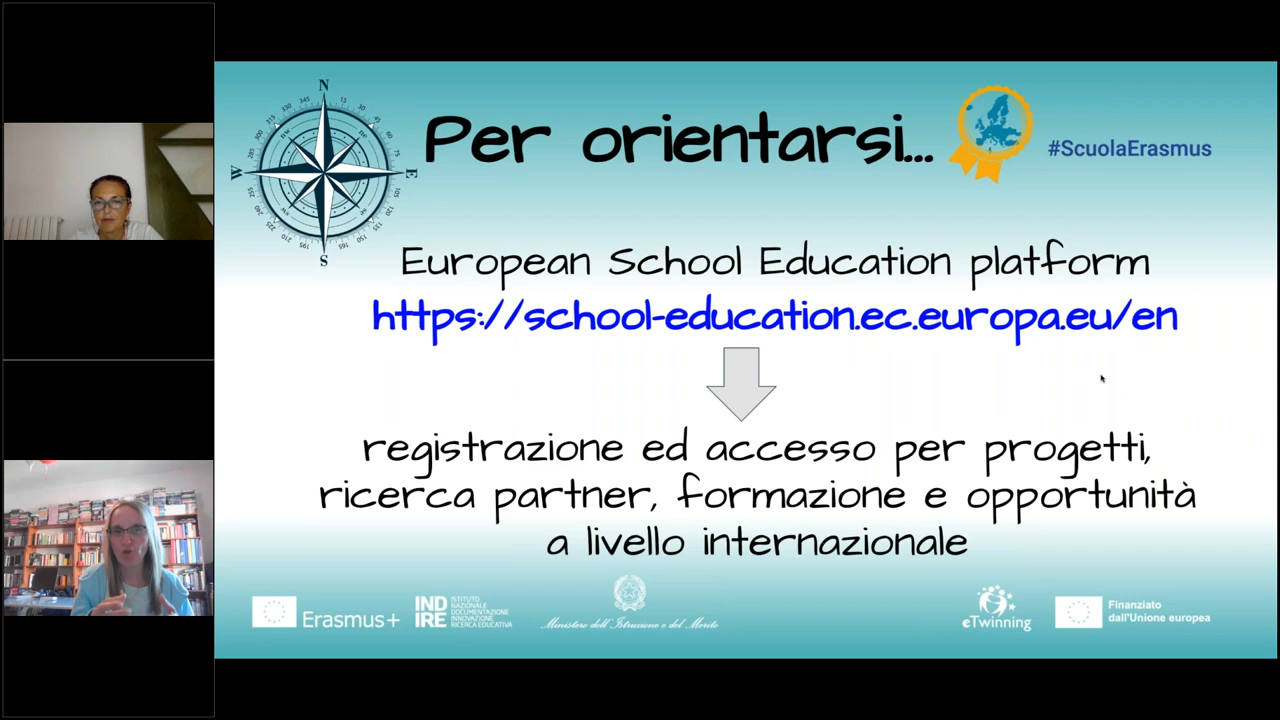 Per orientarsi...
#ScuolaErasmus
N
W
E
S
European School Education platform
https://school-education.ec.europa.eu/en
registrazione ed accesso per progetti,
ricerca partner, formazione e opportunità
a livello internazionale
Erasmus+
INDIRE
ISTITUTO
NAZIONALE
DOCUMENTAZIONE
INNOVAZIONE
RICERCA EDUCATIVA
Ministero dell'Istruzione e del Merito
eTwinning
Finanziato
dall'Unione europea